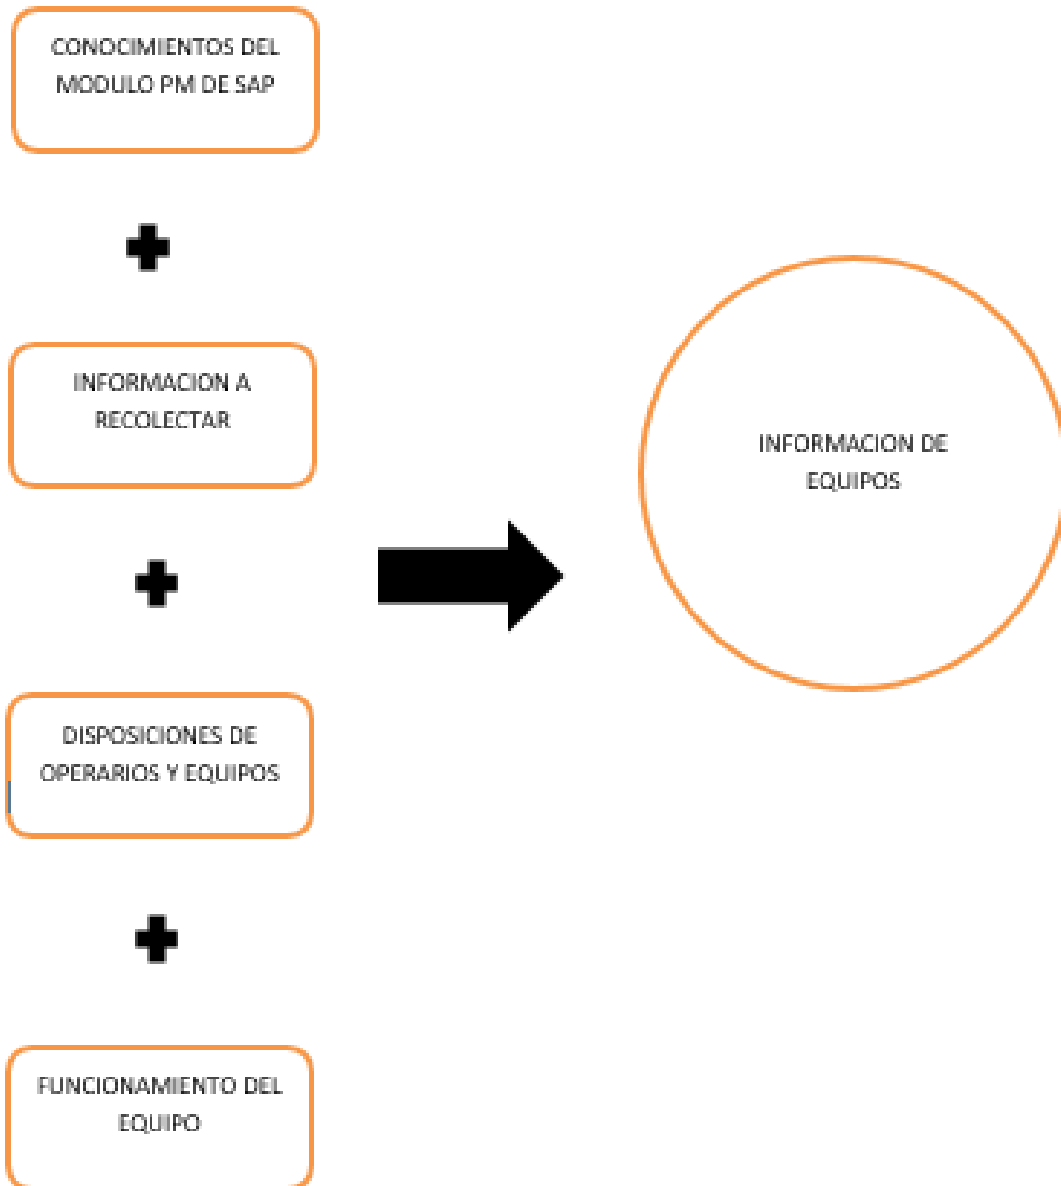 CONOCIMIENTOS DEL
MODULO PM DE SAP
INFORMACION A
RECOLECTAR
INFORMACION DE
EQUIPOS
DISPOSICIONES DE
OPERARIOS Y EQUIPOS
FUNCIONAMIENTO DEL
EQUIPO